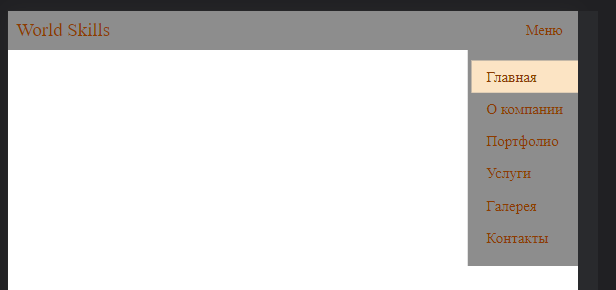 World Skills
Меню
Главная
О компании
Портфолио
Услуги
Галерея
Контакты